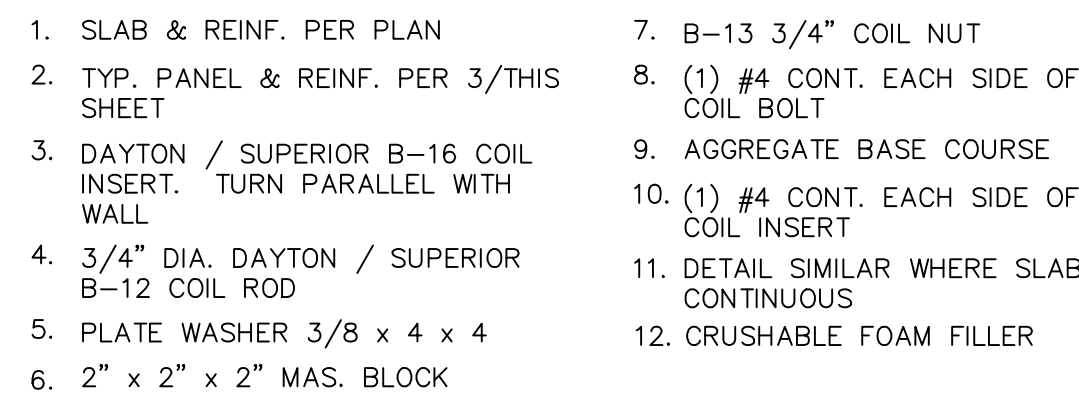 1. SLAB & REINF. PER PLAN
2. TYP. PANEL & REINF. PER 3/THIS
SHEET
3. DAYTON / SUPERIOR B-16 COIL
INSERT. TURN PARALLEL WITH
WALL
4. 3/4" DIA. DAYTON / SUPERIOR
B-12 COIL ROD
5. PLATE WASHER 3/8 x 4 x 4
6. 2" x 2" x 2" MAS. BLOCK
7. B-13 3/4" COIL NUT
8. (1) #4 CONT. EACH SIDE OF
COIL BOLT
9. AGGREGATE BASE COURSE
10. (1) #4 CONT. EACH SIDE OF
COIL INSERT
11. DETAIL SIMILAR WHERE SLAB
CONTINUOUS
12. CRUSHABLE FOAM FILLER